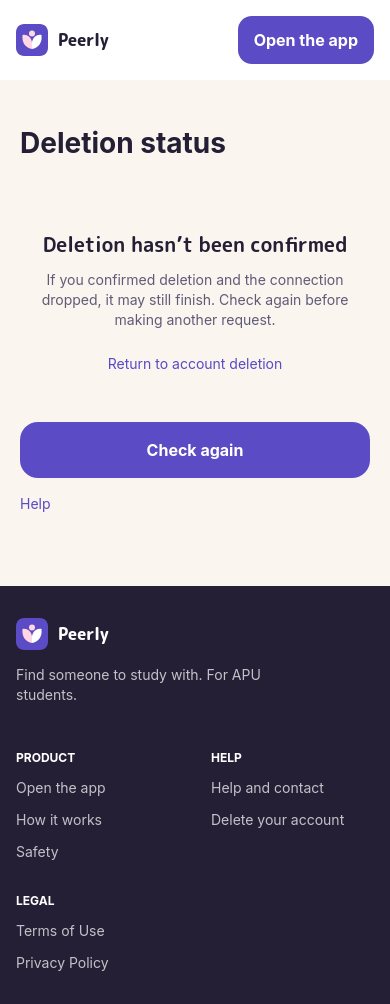 Peerly
Open the app
Deletion status
Deletion hasn’t been confirmed
If you confirmed deletion and the connection
dropped, it may still finish. Check again before
making another request.
Return to account deletion
Check again
Help
Peerly
Find someone to study with. For APU
students.
PRODUCT
Open the app
How it works
Safety
HELP
Help and contact
Delete your account
LEGAL
Terms of Use
Privacy Policy